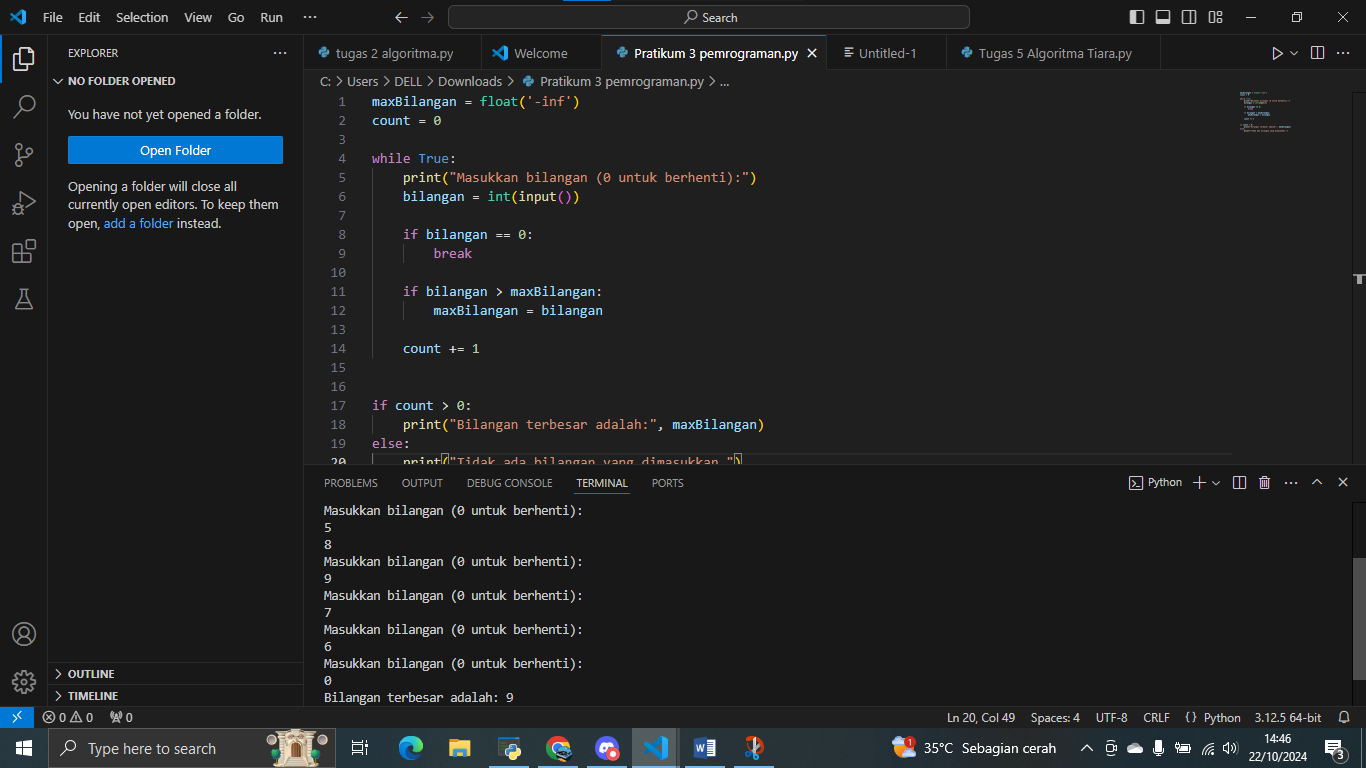 File Edit Selection View Go Run ··· Search
EXPLORER ···
NO FOLDER OPENED
You have not yet opened a folder.
Open Folder
Opening a folder will close all
currently open editors. To keep them
open, add a folder instead.
OUTLINE
TIMELINE
tugas 2 algoritma.py Welcome Pratikum 3 pemrograman.py Untitled-1 Tugas 5 Algoritma Tiara.py
C: > Users > DELL > Downloads > Pratikum 3 pemrograman.py > ...
1 maxBilangan = float('-inf')
2 count = 0
3
4 while True:
5 print("Masukkan bilangan (0 untuk berhenti):")
6 bilangan = int(input())
7
8 if bilangan == 0:
9 break
10
11 if bilangan > maxBilangan:
12 maxBilangan = bilangan
13
14 count += 1
15
16
17 if count > 0:
18 print("Bilangan terbesar adalah:", maxBilangan)
19 else:
20 print("Tidak ada bilangan yang dimasukkan.")
PROBLEMS OUTPUT DEBUG CONSOLE TERMINAL PORTS Python
Masukkan bilangan (0 untuk berhenti):
5
8
Masukkan bilangan (0 untuk berhenti):
9
Masukkan bilangan (0 untuk berhenti):
7
Masukkan bilangan (0 untuk berhenti):
6
Masukkan bilangan (0 untuk berhenti):
0
Bilangan terbesar adalah: 9
0 0 0 Ln 20, Col 49 Spaces: 4 UTF-8 CRLF {} Python 3.12.5 64-bit
Type here to search 1 35°C Sebagian cerah 14:46
22/10/2024 3